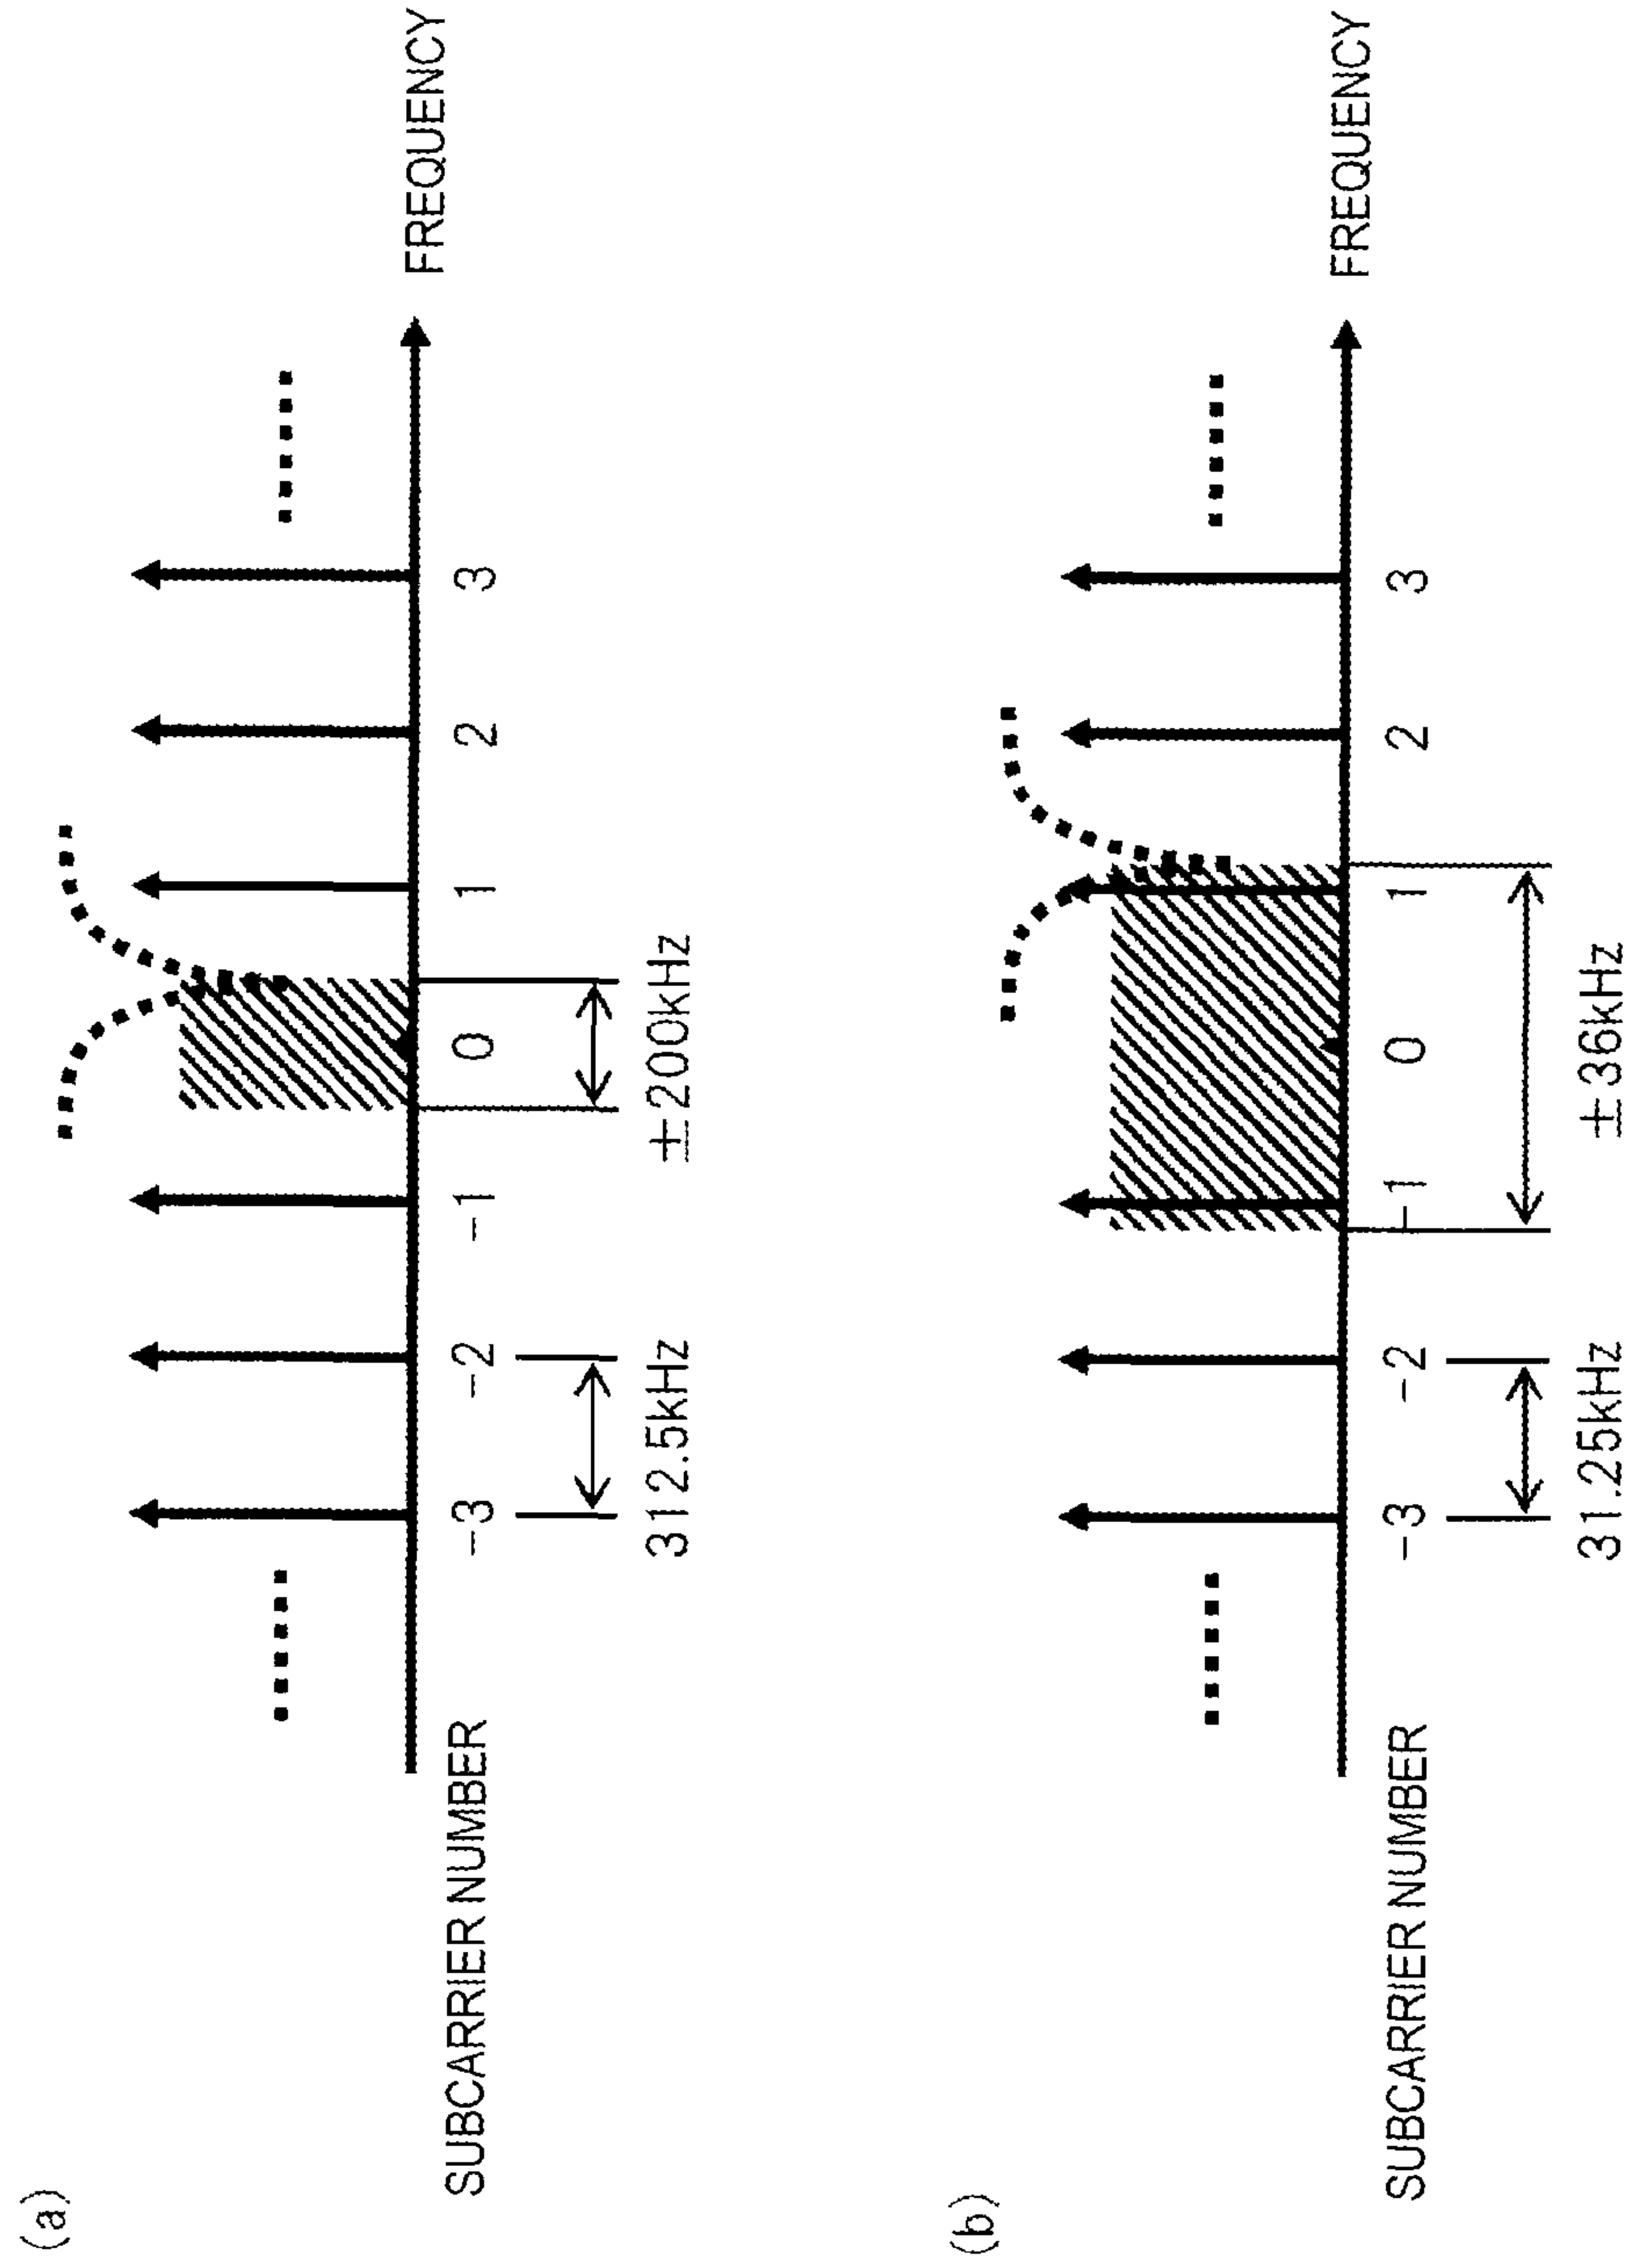 (a)
FREQUENCY
SUBCARRIER NUMBER -3 -2 -1 0 1 2 3
312.5kHz ±200kHz
(b)
FREQUENCY
SUBCARRIER NUMBER -3 -2 -1 0 1 2 3
31.25kHz ±36kHz